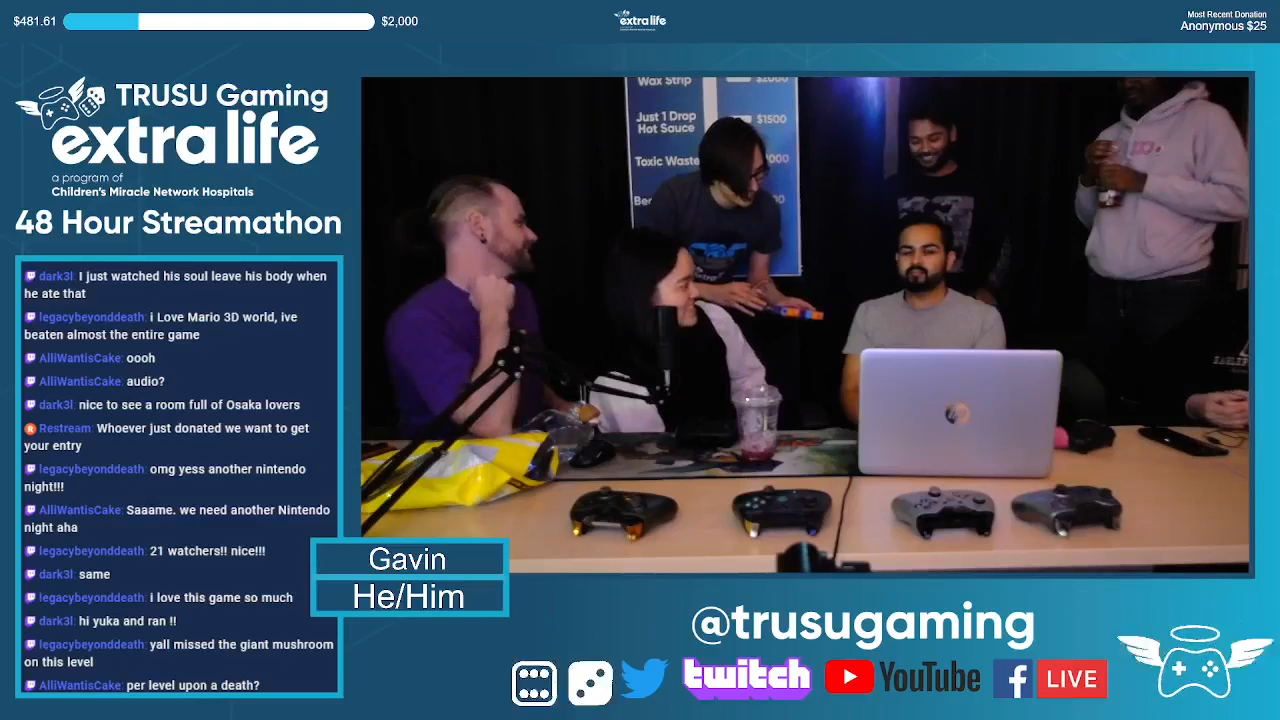 $481.61
$2,000
extra life
Most Recent Donation
Anonymous $25
TRUSU Gaming
extra life
a program of
Children's Miracle Network Hospitals
48 Hour Streamathon
dark3l: I just watched his soul leave his body when
he ate that
legacybeyonddeath: i Love Mario 3D world, ive
beaten almost the entire game
AlliWantisCake: oooh
AlliWantisCake: audio?
dark3l: nice to see a room full of Osaka lovers
Restream: Whoever just donated we want to get
your entry
legacybeyonddeath: omg yess another nintendo
night!!!
AlliWantisCake: Saaame. we need another Nintendo
night aha
legacybeyonddeath: 21 watchers!! nice!!!
dark3l: same
legacybeyonddeath: i love this game so much
dark3l: hi yuka and ran !!
legacybeyonddeath: yall missed the giant mushroom
on this level
AlliWantisCake: per level upon a death?
Wax Strip
$2000
Just 1 Drop
Hot Sauce
$1500
Toxic Waste
hp
Gavin
He/Him
@trusugaming
twitch
YouTube
f LIVE